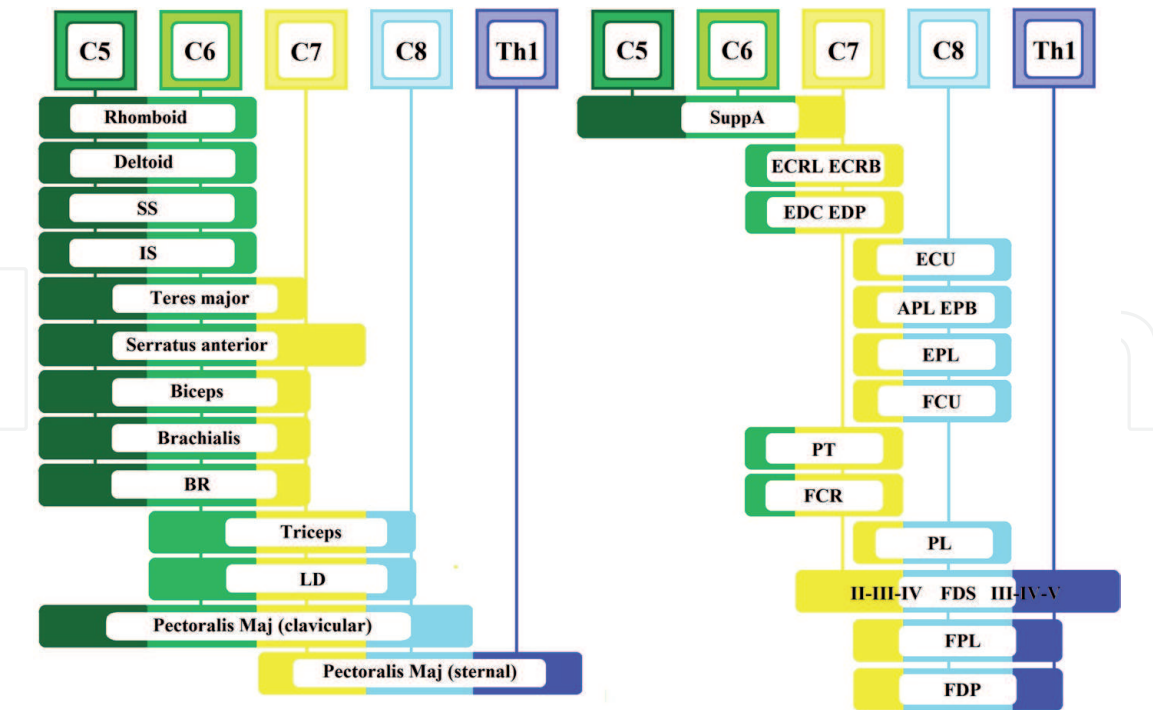 C5 C6 C7 C8 Th1
Rhomboid
Deltoid
SS
IS
Teres major
Serratus anterior
Biceps
Brachialis
BR
Triceps
LD
Pectoralis Maj (clavicular)
Pectoralis Maj (sternal)
C5 C6 C7 C8 Th1
SuppA
ECRL ECRB
EDC EDP
ECU
APL EPB
EPL
FCU
PT
FCR
PL
II-III-IV FDS III-IV-V
FPL
FDP